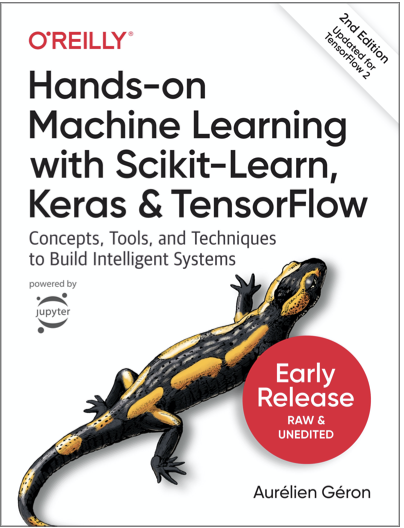 O'REILLY®
2nd Edition
Updated for
TensorFlow 2
Hands-on
Machine Learning
with Scikit-Learn,
Keras & TensorFlow
Concepts, Tools, and Techniques
to Build Intelligent Systems
powered by
jupyter
Early
Release
RAW &
UNEDITED
Aurélien Géron